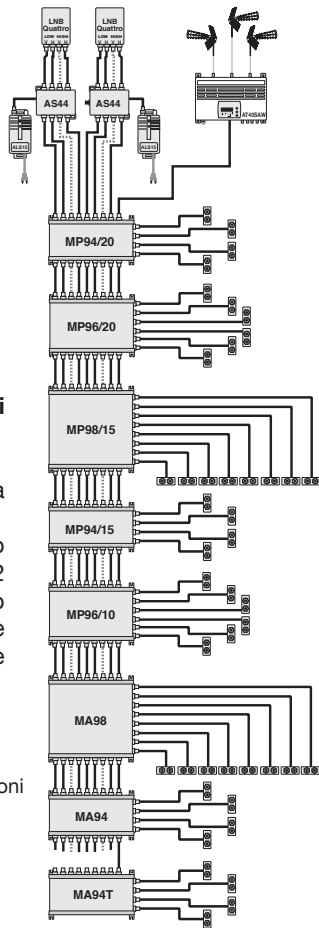 LNB
Quattro
LOW HIGH
V H V H
LNB
Quattro
LOW HIGH
V H V H
AS44
AS44
AT40SAW
ALS15
ALS15
MP94/20
MP96/20
MP98/15
i
a
MP94/15
o
2
o
MP96/10
e
e
MA98
oni
MA94
MA94T